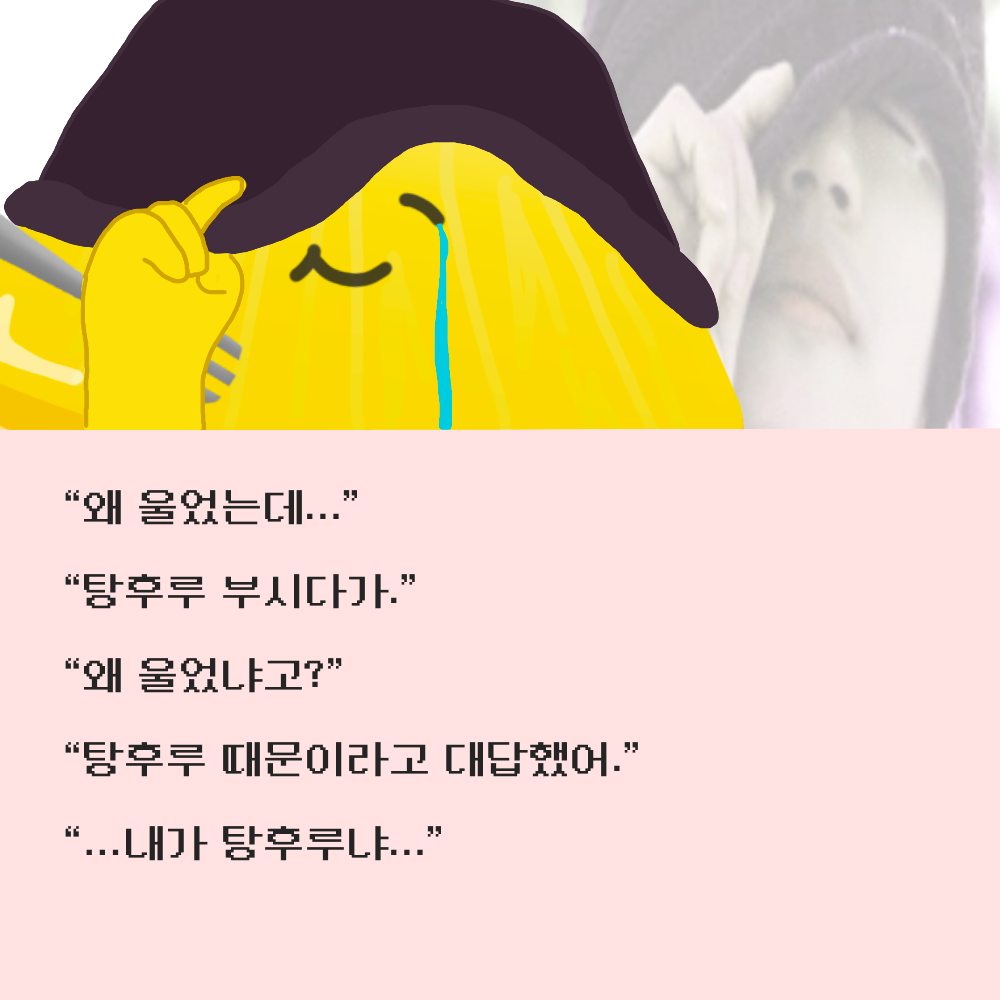 “왜 울었는데...”
“탕후루 부시다가.”
“왜 울었냐고?”
“탕후루 때문이라고 대답했어.”
“...내가 탕후루냐...”